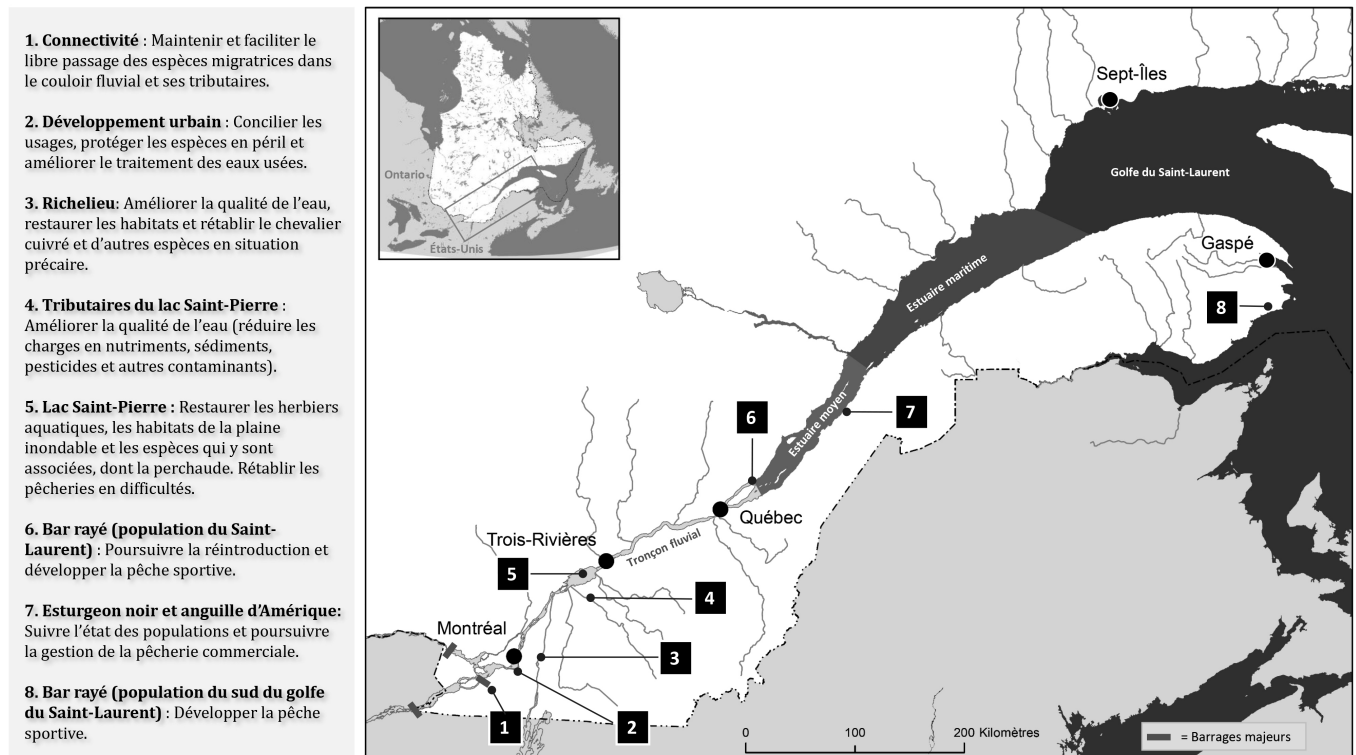 1. Connectivité : Maintenir et faciliter le
libre passage des espèces migratrices dans
le couloir fluvial et ses tributaires.
2. Développement urbain : Concilier les
usages, protéger les espèces en péril et
améliorer le traitement des eaux usées.
3. Richelieu: Améliorer la qualité de l'eau,
restaurer les habitats et rétablir le chevalier
cuivré et d'autres espèces en situation
précaire.
4. Tributaires du lac Saint-Pierre :
Améliorer la qualité de l'eau (réduire les
charges en nutriments, sédiments,
pesticides et autres contaminants).
5. Lac Saint-Pierre : Restaurer les herbiers
aquatiques, les habitats de la plaine
inondable et les espèces qui y sont
associées, dont la perchaude. Rétablir les
pêcheries en difficultés.
6. Bar rayé (population du Saint-
Laurent) : Poursuivre la réintroduction et
développer la pêche sportive.
7. Esturgeon noir et anguille d'Amérique:
Suivre l'état des populations et poursuivre
la gestion de la pêcherie commerciale.
8. Bar rayé (population du sud du golfe
du Saint-Laurent) : Développer la pêche
sportive.
Ontario
États-Unis
Sept-Îles
Golfe du Saint-Laurent
Gaspé
Estuaire maritime
8
Estuaire moyen
7
6
Québec
Trois-Rivières
Tronçon fluvial
5
4
Montréal
3
1
2
0 100 200 Kilomètres
= Barrages majeurs